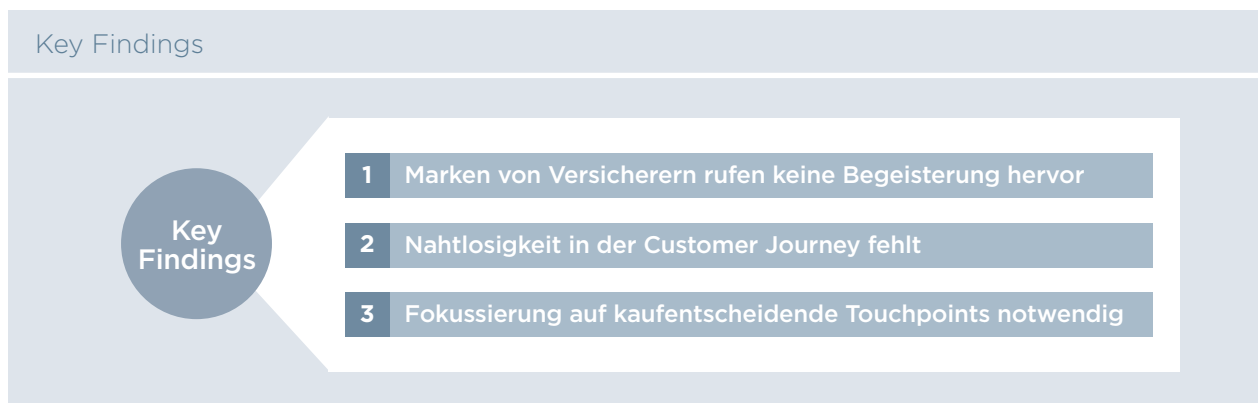 Key Findings
Key
Findings
1 Marken von Versicherern rufen keine Begeisterung hervor
2 Nahtlosigkeit in der Customer Journey fehlt
3 Fokussierung auf kaufentscheidende Touchpoints notwendig